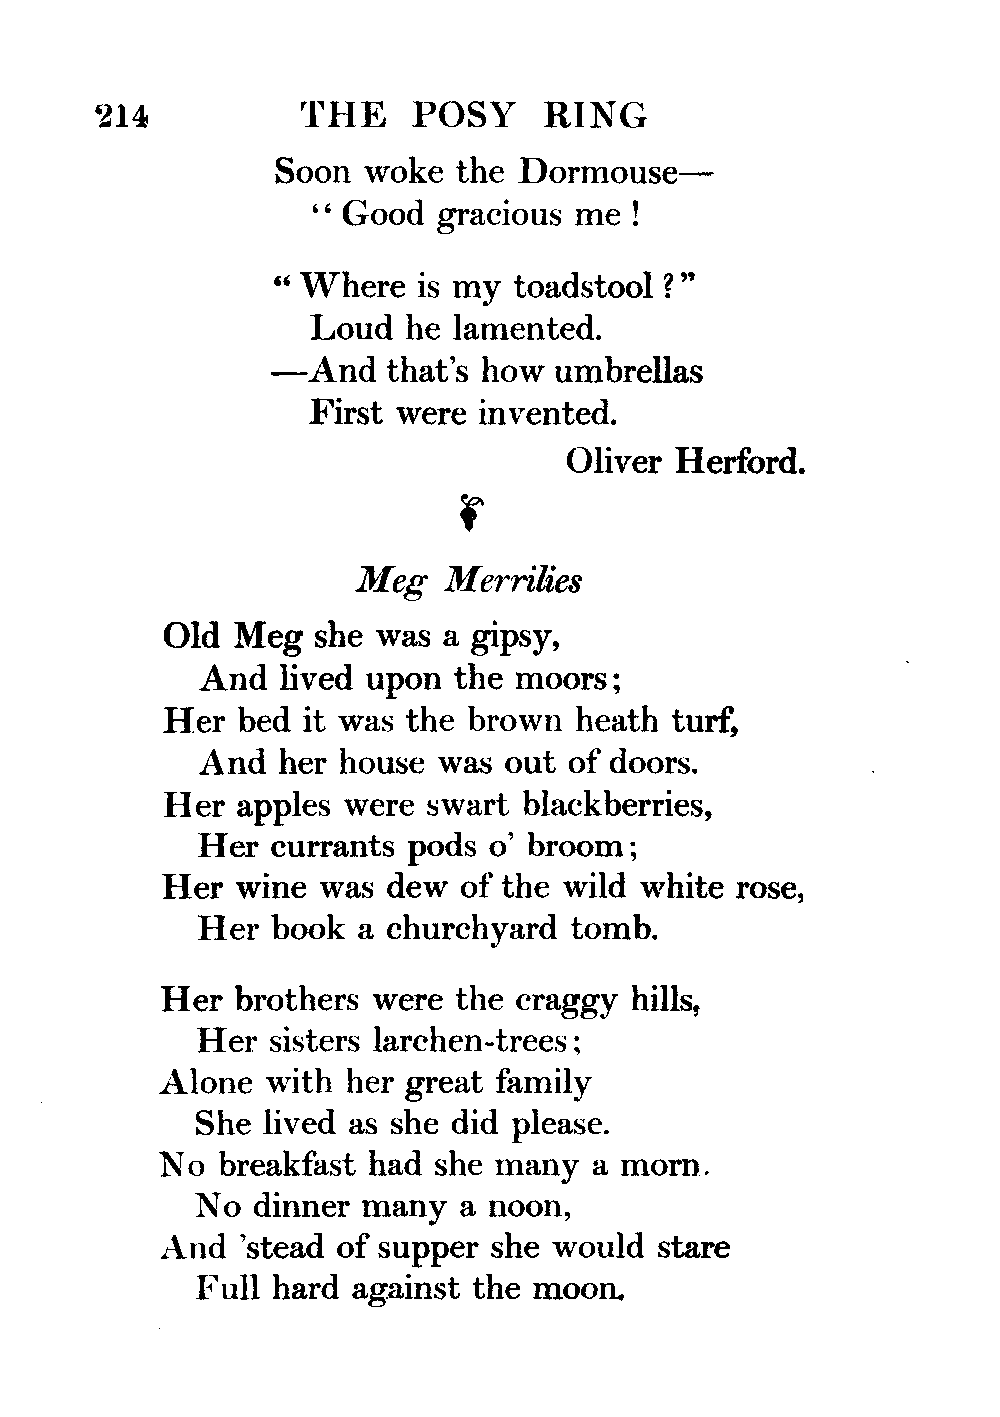 214 THE POSY RING
Soon woke the Dormouse—
“Good gracious me!
“Where is my toadstool?”
Loud he lamented.
—And that's how umbrellas
First were invented.
Oliver Herford.
Meg Merrilies
Old Meg she was a gipsy,
And lived upon the moors;
Her bed it was the brown heath turf,
And her house was out of doors.
Her apples were swart blackberries,
Her currants pods o' broom;
Her wine was dew of the wild white rose,
Her book a churchyard tomb.
Her brothers were the craggy hills,
Her sisters larchen-trees;
Alone with her great family
She lived as she did please.
No breakfast had she many a morn.
No dinner many a noon,
And 'stead of supper she would stare
Full hard against the moon.